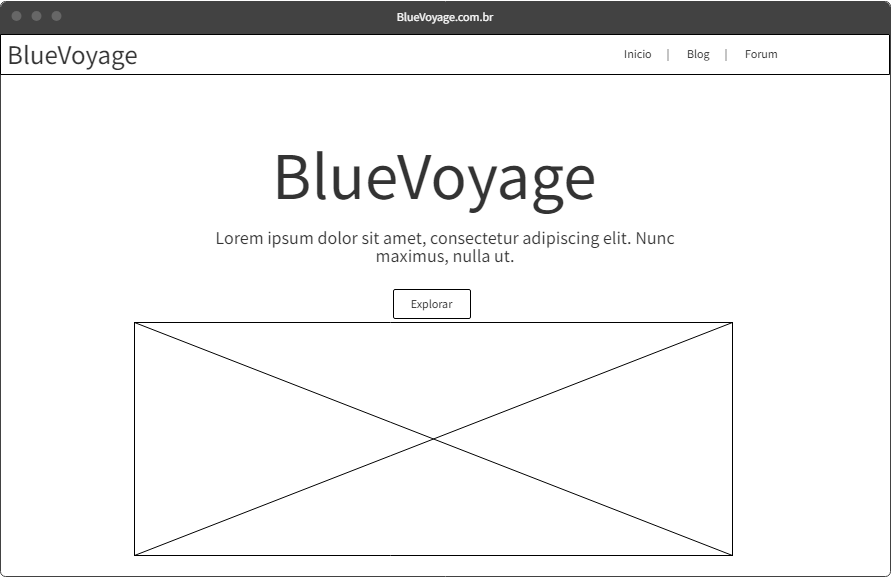 BlueVoyage.com.br
BlueVoyage
Inicio | Blog | Forum
BlueVoyage
Lorem ipsum dolor sit amet, consectetur adipiscing elit. Nunc
maximus, nulla ut.
Explorar